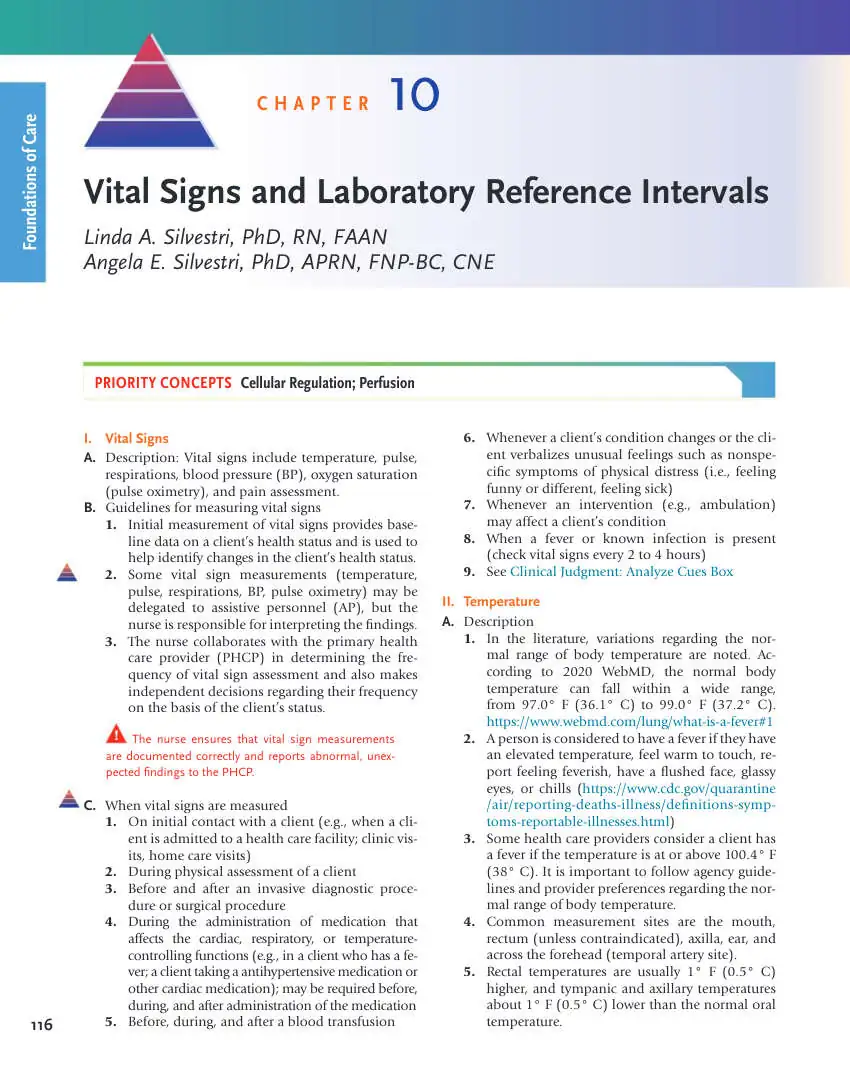 CHAPTER 10
Foundations of Care
Vital Signs and Laboratory Reference Intervals
Linda A. Silvestri, PhD, RN, FAAN
Angela E. Silvestri, PhD, APRN, FNP-BC, CNE
PRIORITY CONCEPTS Cellular Regulation; Perfusion
I. Vital Signs
A. Description: Vital signs include temperature, pulse,
respirations, blood pressure (BP), oxygen saturation
(pulse oximetry), and pain assessment.
B. Guidelines for measuring vital signs
1. Initial measurement of vital signs provides base-
line data on a client's health status and is used to
help identify changes in the client's health status.
2. Some vital sign measurements (temperature,
pulse, respirations, BP, pulse oximetry) may be
delegated to assistive personnel (AP), but the
nurse is responsible for interpreting the findings.
3. The nurse collaborates with the primary health
care provider (PHCP) in determining the fre-
quency of vital sign assessment and also makes
independent decisions regarding their frequency
on the basis of the client's status.
The nurse ensures that vital sign measurements
are documented correctly and reports abnormal, unex-
pected findings to the PHCP.
C. When vital signs are measured
1. On initial contact with a client (e.g., when a cli-
ent is admitted to a health care facility; clinic vis-
its, home care visits)
2. During physical assessment of a client
3. Before and after an invasive diagnostic proce-
dure or surgical procedure
4. During the administration of medication that
affects the cardiac, respiratory, or temperature-
controlling functions (e.g., in a client who has a fe-
ver; a client taking a antihypertensive medication or
other cardiac medication); may be required before,
during, and after administration of the medication
5. Before, during, and after a blood transfusion
6. Whenever a client's condition changes or the cli-
ent verbalizes unusual feelings such as nonspe-
cific symptoms of physical distress (i.e., feeling
funny or different, feeling sick)
7. Whenever an intervention (e.g., ambulation)
may affect a client's condition
8. When a fever or known infection is present
(check vital signs every 2 to 4 hours)
9. See Clinical Judgment: Analyze Cues Box
II. Temperature
A. Description
1. In the literature, variations regarding the nor-
mal range of body temperature are noted. Ac-
cording to 2020 WebMD, the normal body
temperature can fall within a wide range,
from 97.0° F (36.1° C) to 99.0° F (37.2° C).
https://www.webmd.com/lung/what-is-a-fever#1
2. A person is considered to have a fever if they have
an elevated temperature, feel warm to touch, re-
port feeling feverish, have a flushed face, glassy
eyes, or chills (https://www.cdc.gov/quarantine
/air/reporting-deaths-illness/definitions-symp-
toms-reportable-illnesses.html)
3. Some health care providers consider a client has
a fever if the temperature is at or above 100.4° F
(38° C). It is important to follow agency guide-
lines and provider preferences regarding the nor-
mal range of body temperature.
4. Common measurement sites are the mouth,
rectum (unless contraindicated), axilla, ear, and
across the forehead (temporal artery site).
5. Rectal temperatures are usually 1° F (0.5° C)
higher, and tympanic and axillary temperatures
about 1° F (0.5° C) lower than the normal oral
temperature.
116